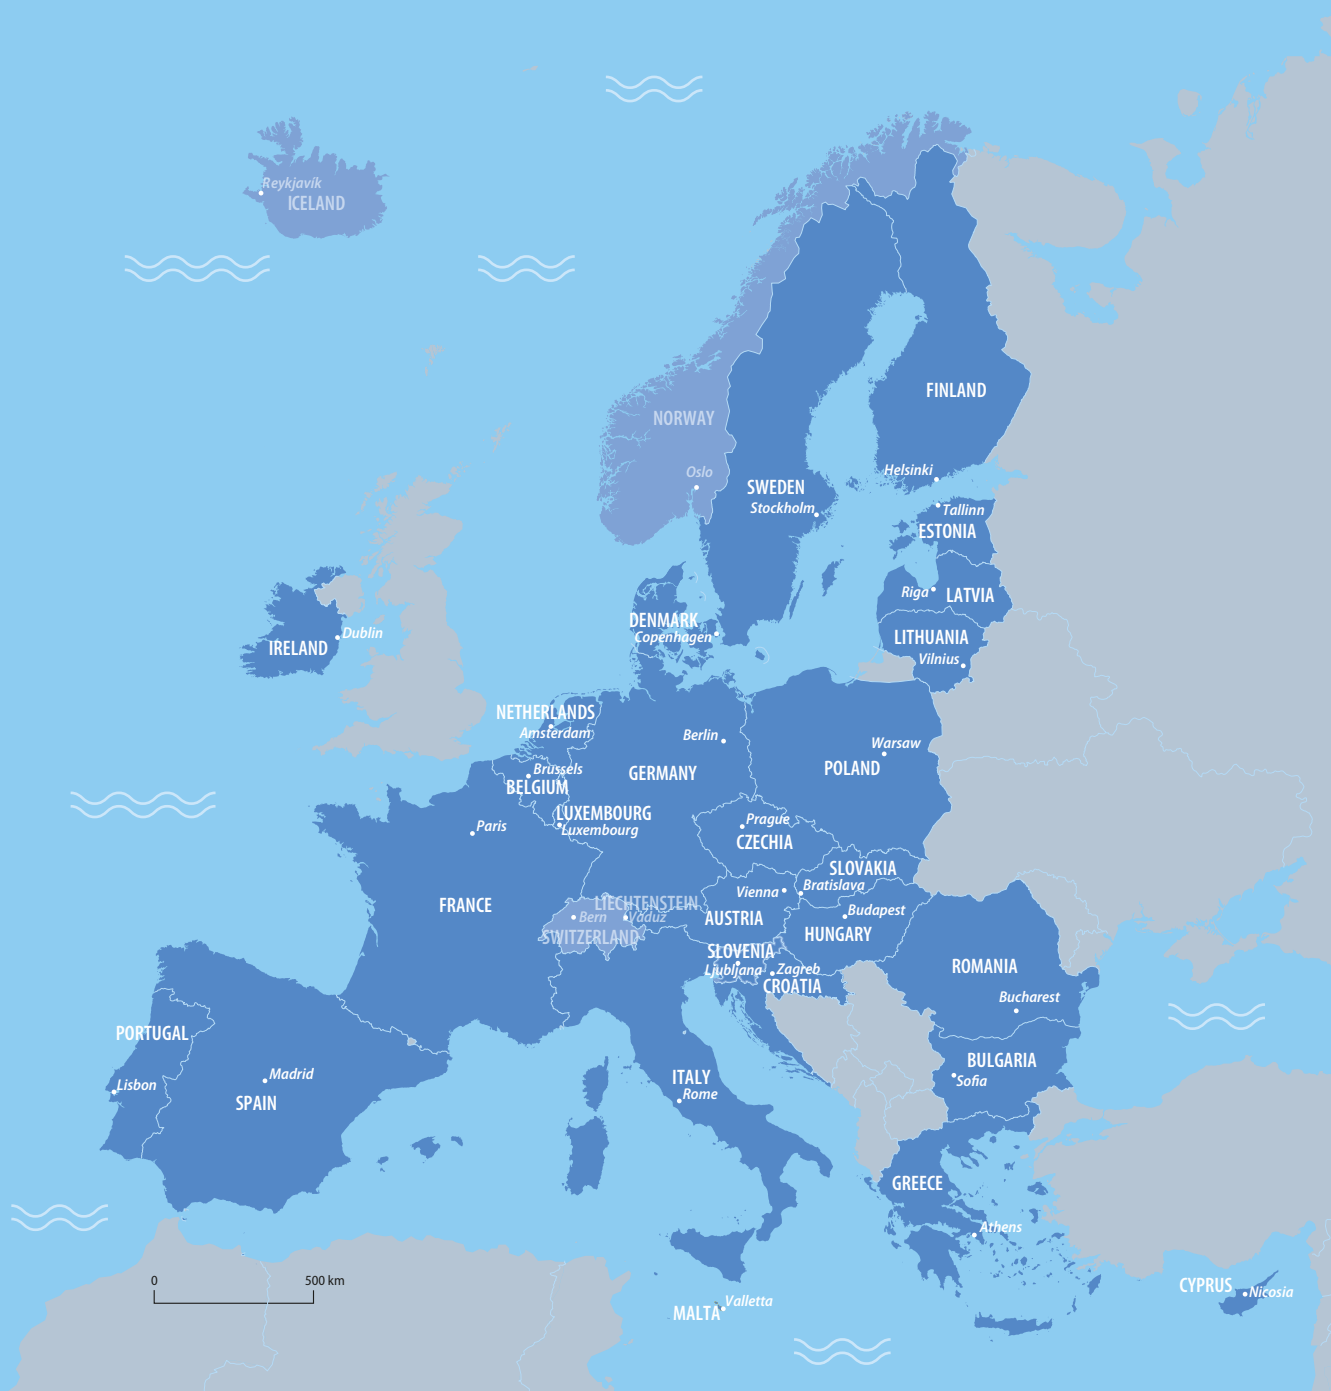 Reykjavík
ICELAND
NORWAY
Oslo
FINLAND
Helsinki
SWEDEN
Stockholm
Tallinn
ESTONIA
Riga
LATVIA
LITHUANIA
Vilnius
DENMARK
Copenhagen
Dublin
IRELAND
NETHERLANDS
Amsterdam
Berlin
GERMANY
Warsaw
POLAND
Brussels
BELGIUM
LUXEMBOURG
Luxembourg
Paris
FRANCE
Prague
CZECHIA
SLOVAKIA
Bratislava
Vienna
AUSTRIA
Budapest
HUNGARY
LIECHTENSTEIN
Bern
Vaduz
SWITZERLAND
SLOVENIA
Ljubljana
Zagreb
CROATIA
ROMANIA
Bucharest
BULGARIA
Sofia
PORTUGAL
Lisbon
Madrid
SPAIN
ITALY
Rome
GREECE
Athens
Valletta
MALTA
CYPRUS
Nicosia
0
500 km